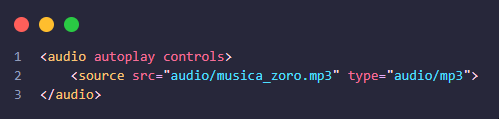 1 <audio autoplay controls>
2     <source src="audio/musica_zoro.mp3" type="audio/mp3">
3 </audio>